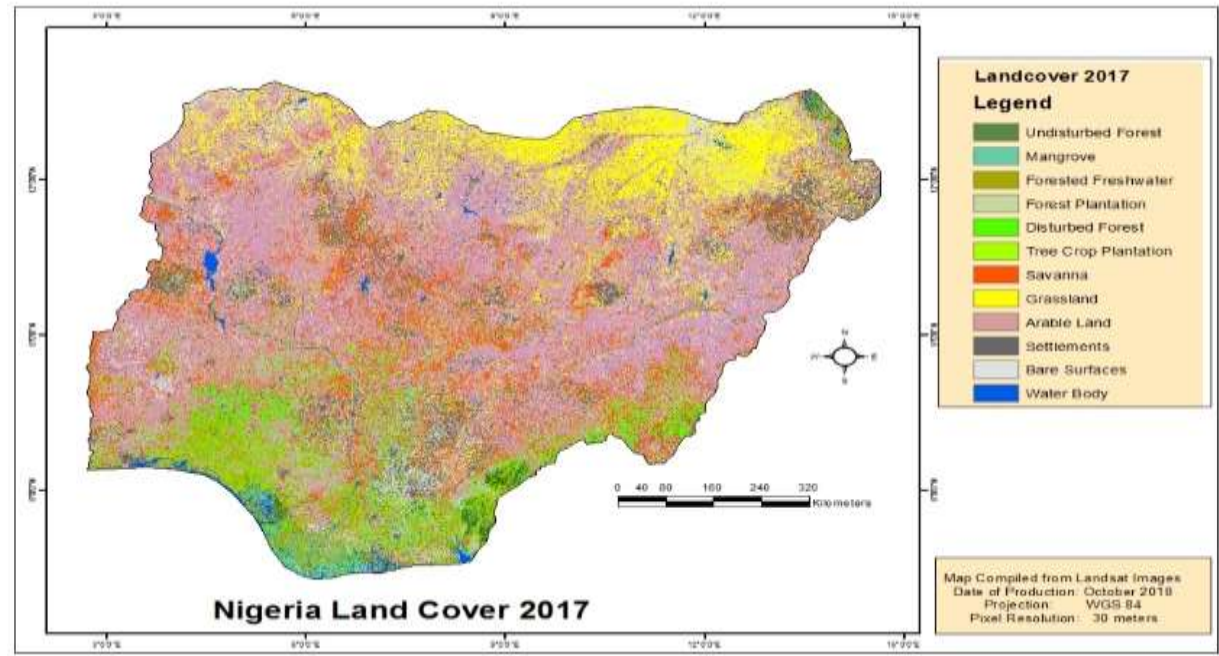 Landcover 2017
Legend
Undisturbed Forest
Mangrove
Forested Freshwater
Forest Plantation
Disturbed Forest
Tree Crop Plantation
Savanna
Grassland
Arable Land
Settlements
Bare Surfaces
Water Body
N
W E
S
0 40 80 160 240 320
Kilometers
Nigeria Land Cover 2017
Map Compiled from Landsat Images
Date of Production: October 2018
Projection: WGS 84
Pixel Resolution: 30 meters